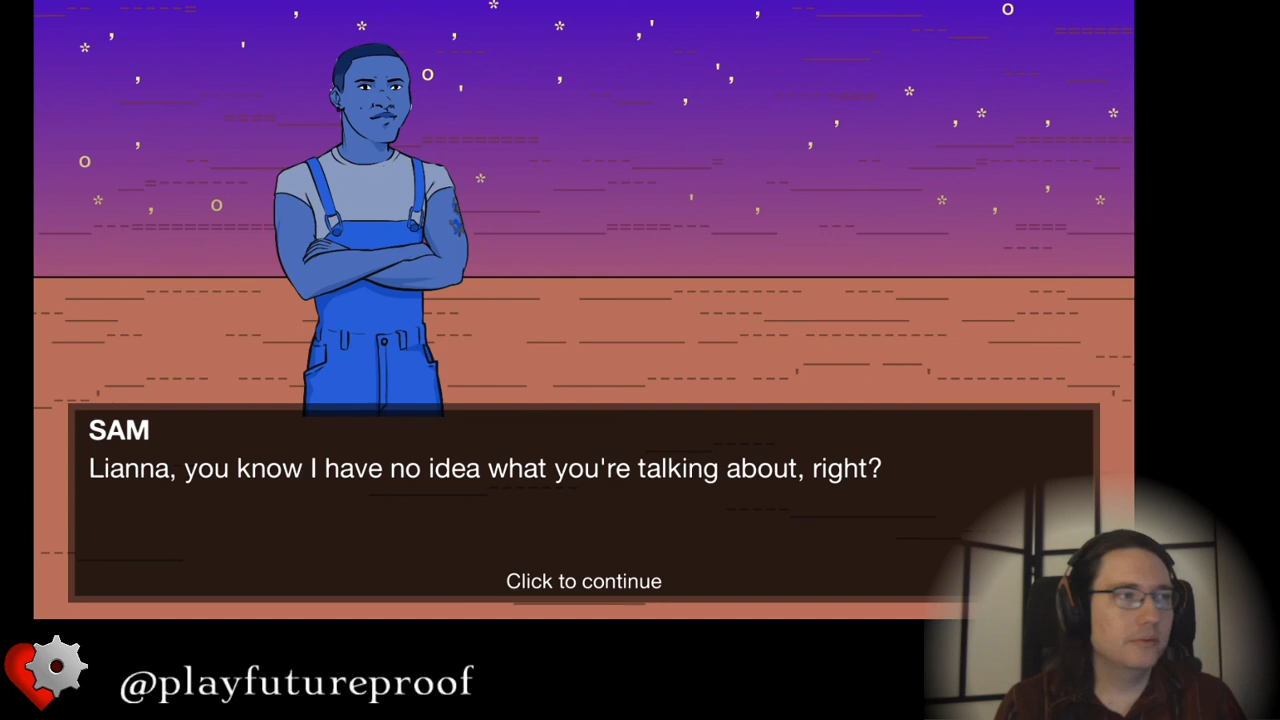 SAM
Lianna, you know I have no idea what you're talking about, right?
Click to continue
@playfutureproof